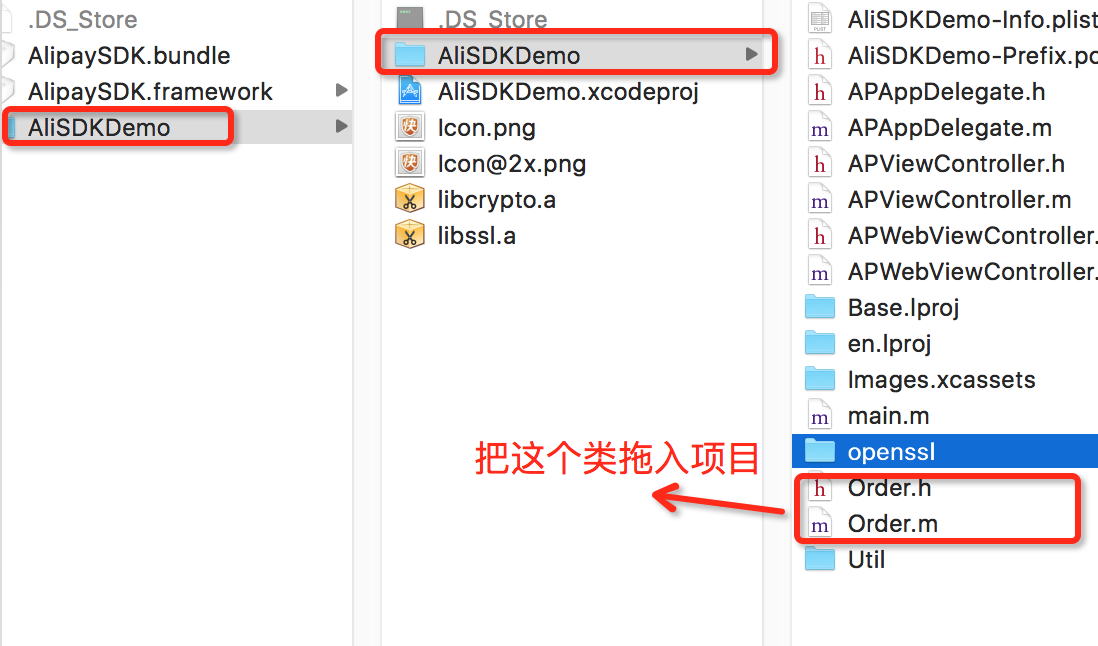 .DS_Store
AlipaySDK.bundle
AlipaySDK.framework
AliSDKDemo
.DS_Store
AliSDKDemo
AliSDKDemo.xcodeproj
Icon.png
Icon@2x.png
libcrypto.a
libssl.a
把这个类拖入项目
AliSDKDemo-Info.plist
AliSDKDemo-Prefix.pc
APAppDelegate.h
APAppDelegate.m
APViewController.h
APViewController.m
APWebViewController.
APWebViewController.
Base.lproj
en.lproj
Images.xcassets
main.m
openssl
Order.h
Order.m
Util